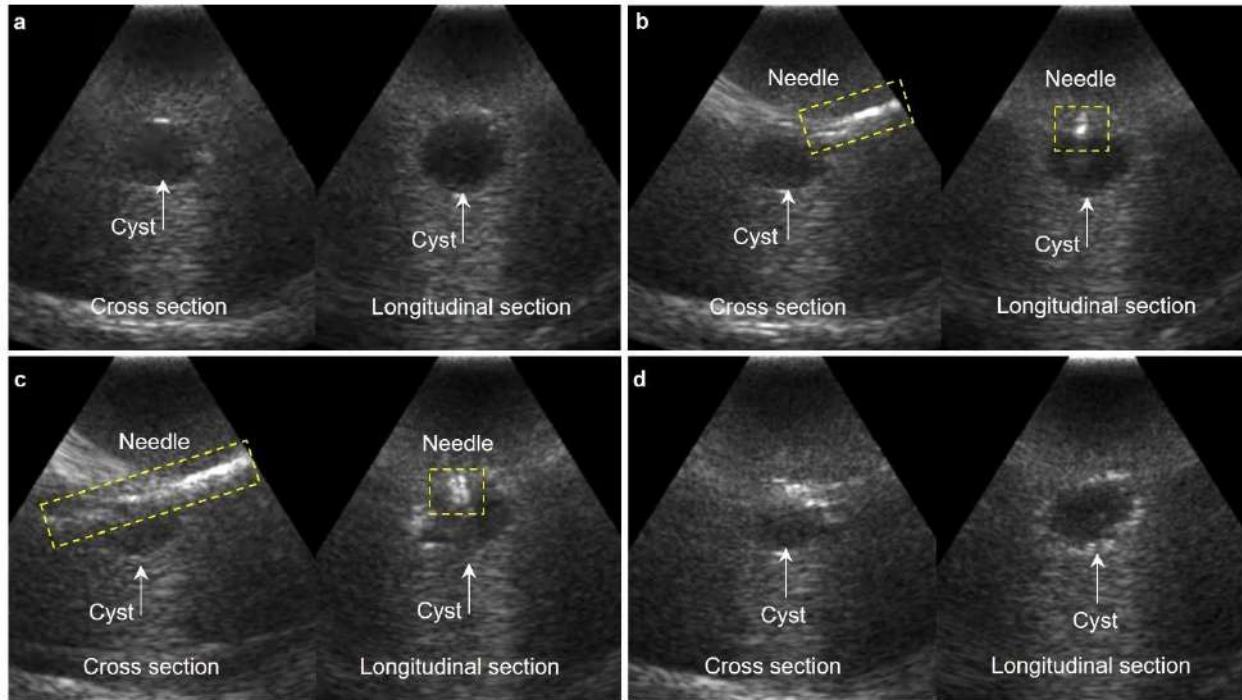 a
Cyst
Cross section
Cyst
Longitudinal section
b
Needle
Cyst
Cross section
Needle
Cyst
Longitudinal section
c
Needle
Cyst
Cross section
Needle
Cyst
Longitudinal section
d
Cyst
Cross section
Cyst
Longitudinal section